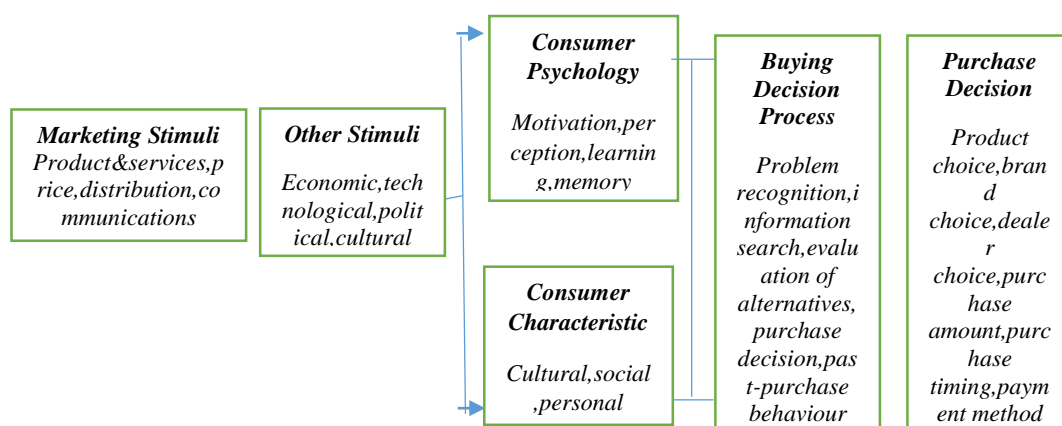 Marketing Stimuli
Product&services,p
rice,distribution,co
mmunications
Other Stimuli
Economic,tech
nological,polit
ical,cultural
Consumer
Psychology
Motivation,per
ception,learnin
g,memory
Consumer
Characteristic
Cultural,social
,personal
Buying
Decision
Process
Problem
recognition,i
nformation
search,evalu
ation of
alternatives,
purchase
decision,pas
t-purchase
behaviour
Purchase
Decision
Product
choice,bran
d
choice,deale
r
choice,purc
hase
amount,purc
hase
timing,paym
ent method